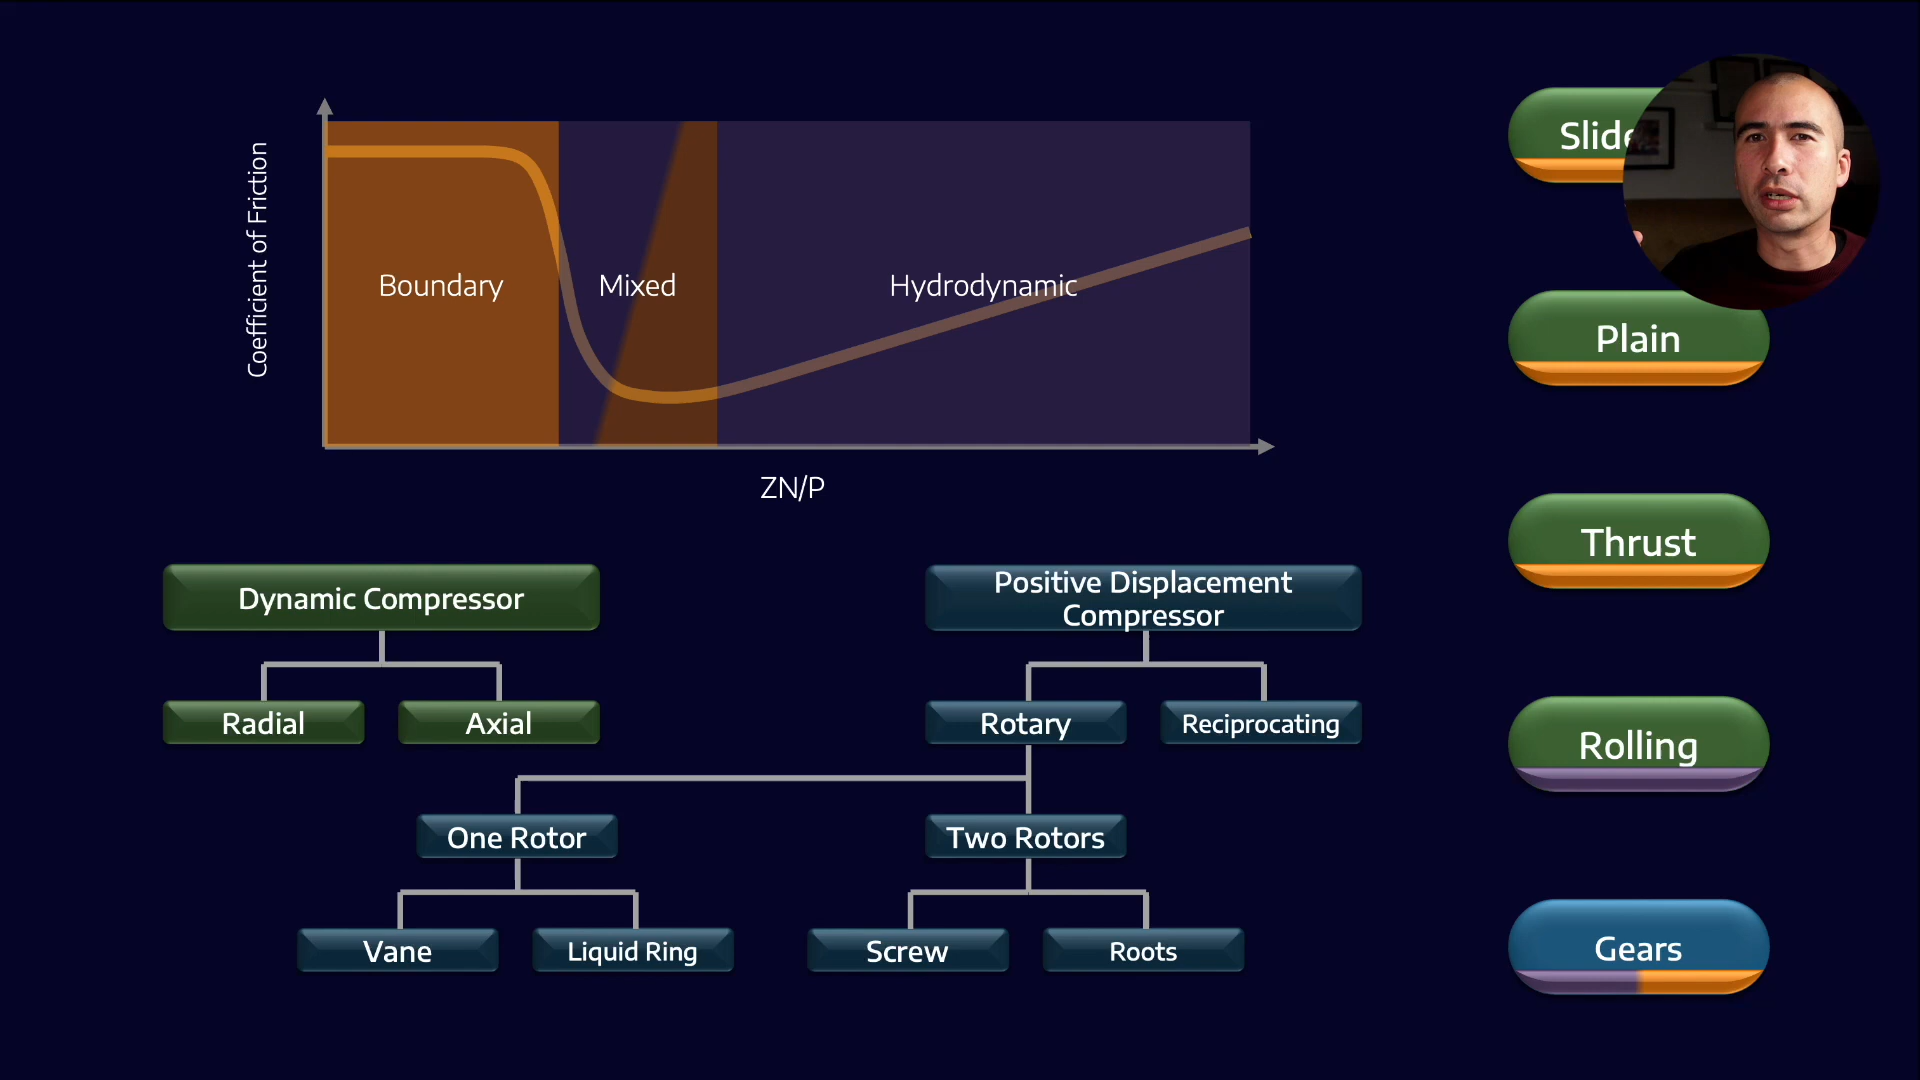 Coefficient of Friction
Boundary
Mixed
Hydrodynamic
ZN/P
Dynamic Compressor
Radial
Axial
Positive Displacement
Compressor
Rotary
Reciprocating
One Rotor
Two Rotors
Vane
Liquid Ring
Screw
Roots
Slide
Plain
Thrust
Rolling
Gears